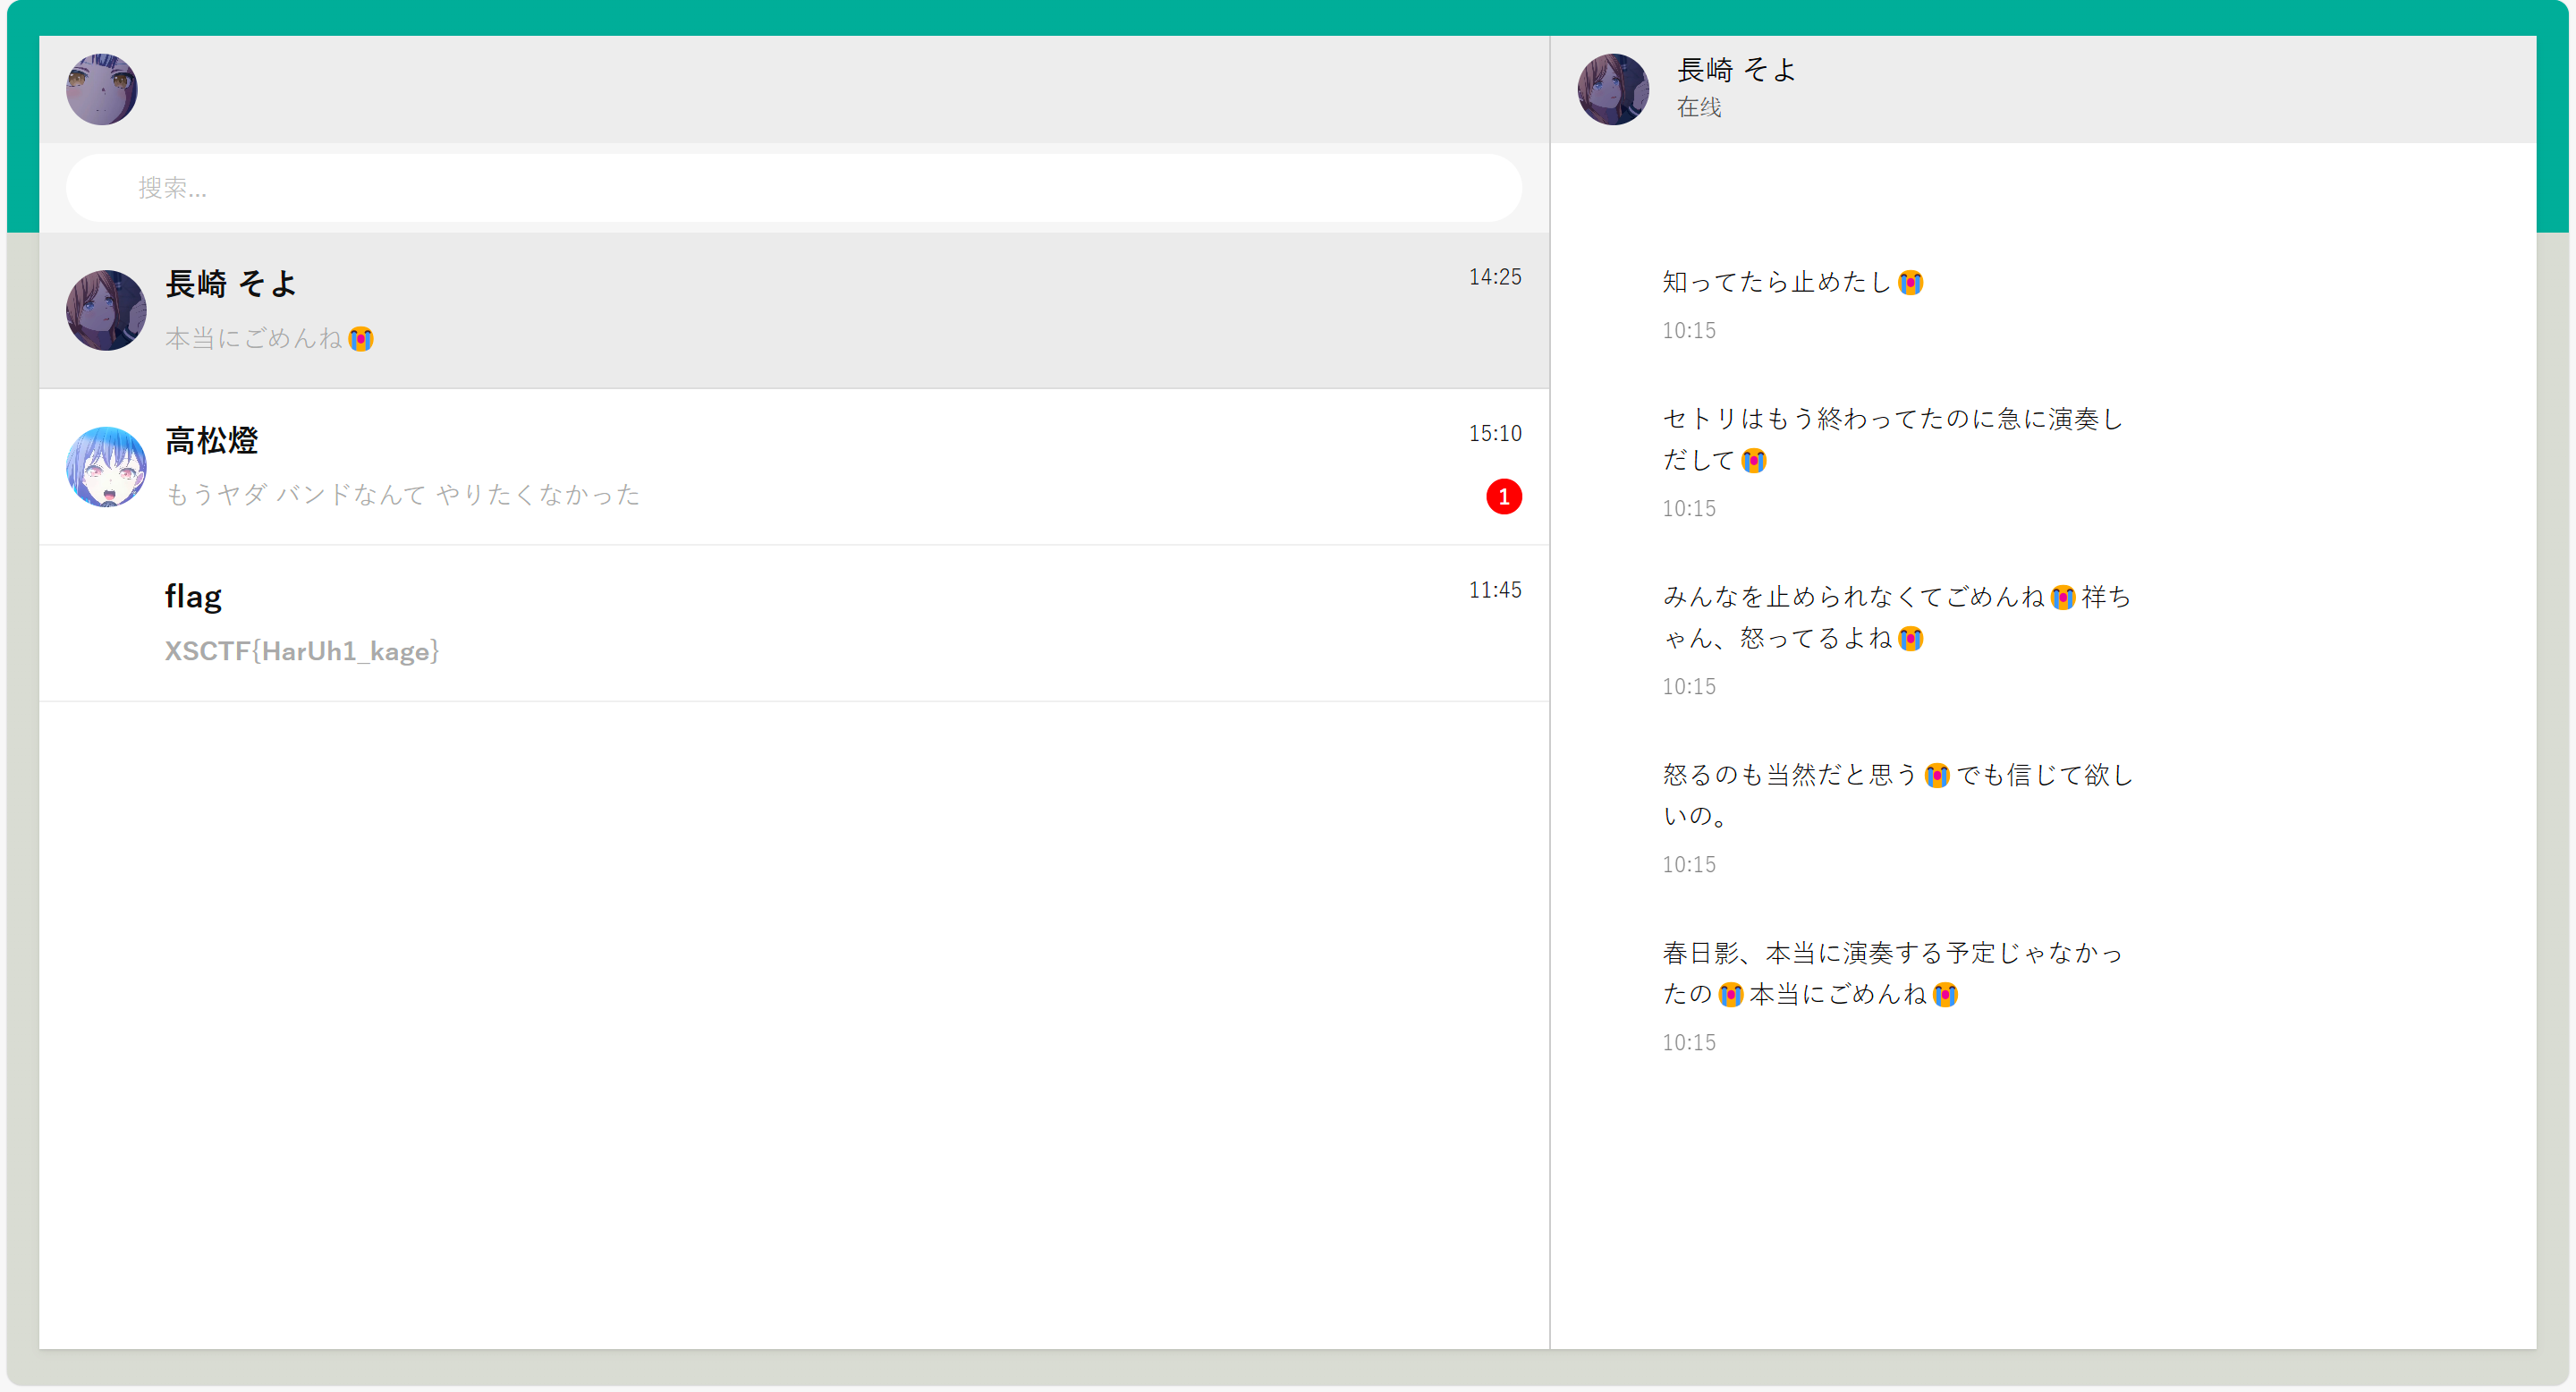 搜索...
長崎 そよ
14:25
本当にごめんね😭
高松燈
15:10
もうヤダ バンドなんて やりたくなかった
1
flag
11:45
XSCTF{HarUh1_kage}
長崎 そよ
在线
知ってたら止めたし😭
10:15
セトリはもう終わってたのに急に演奏し
だして😭
10:15
みんなを止められなくてごめんね😭祥ち
ゃん、怒ってるよね😭
10:15
怒るのも当然だと思う😭でも信じて欲し
いの。
10:15
春日影、本当に演奏する予定じゃなかっ
たの😭本当にごめんね😭
10:15